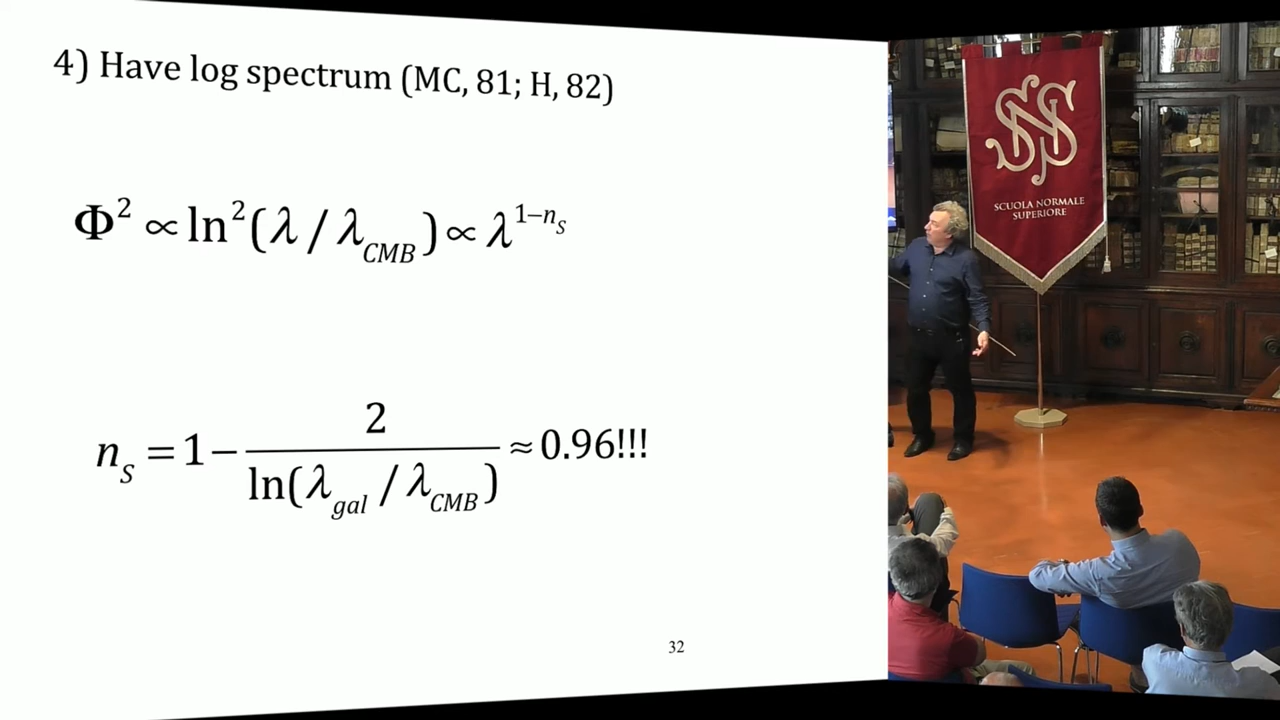 4) Have log spectrum (MC, 81; H, 82)
Φ² ∝ ln²(λ / λ_CMB) ∝ λ^{1−n_S}
n_S = 1 − 2 / ln(λ_gal / λ_CMB) ≈ 0.96!!!
32
SNS
SCUOLA NORMALE
SUPERIORE